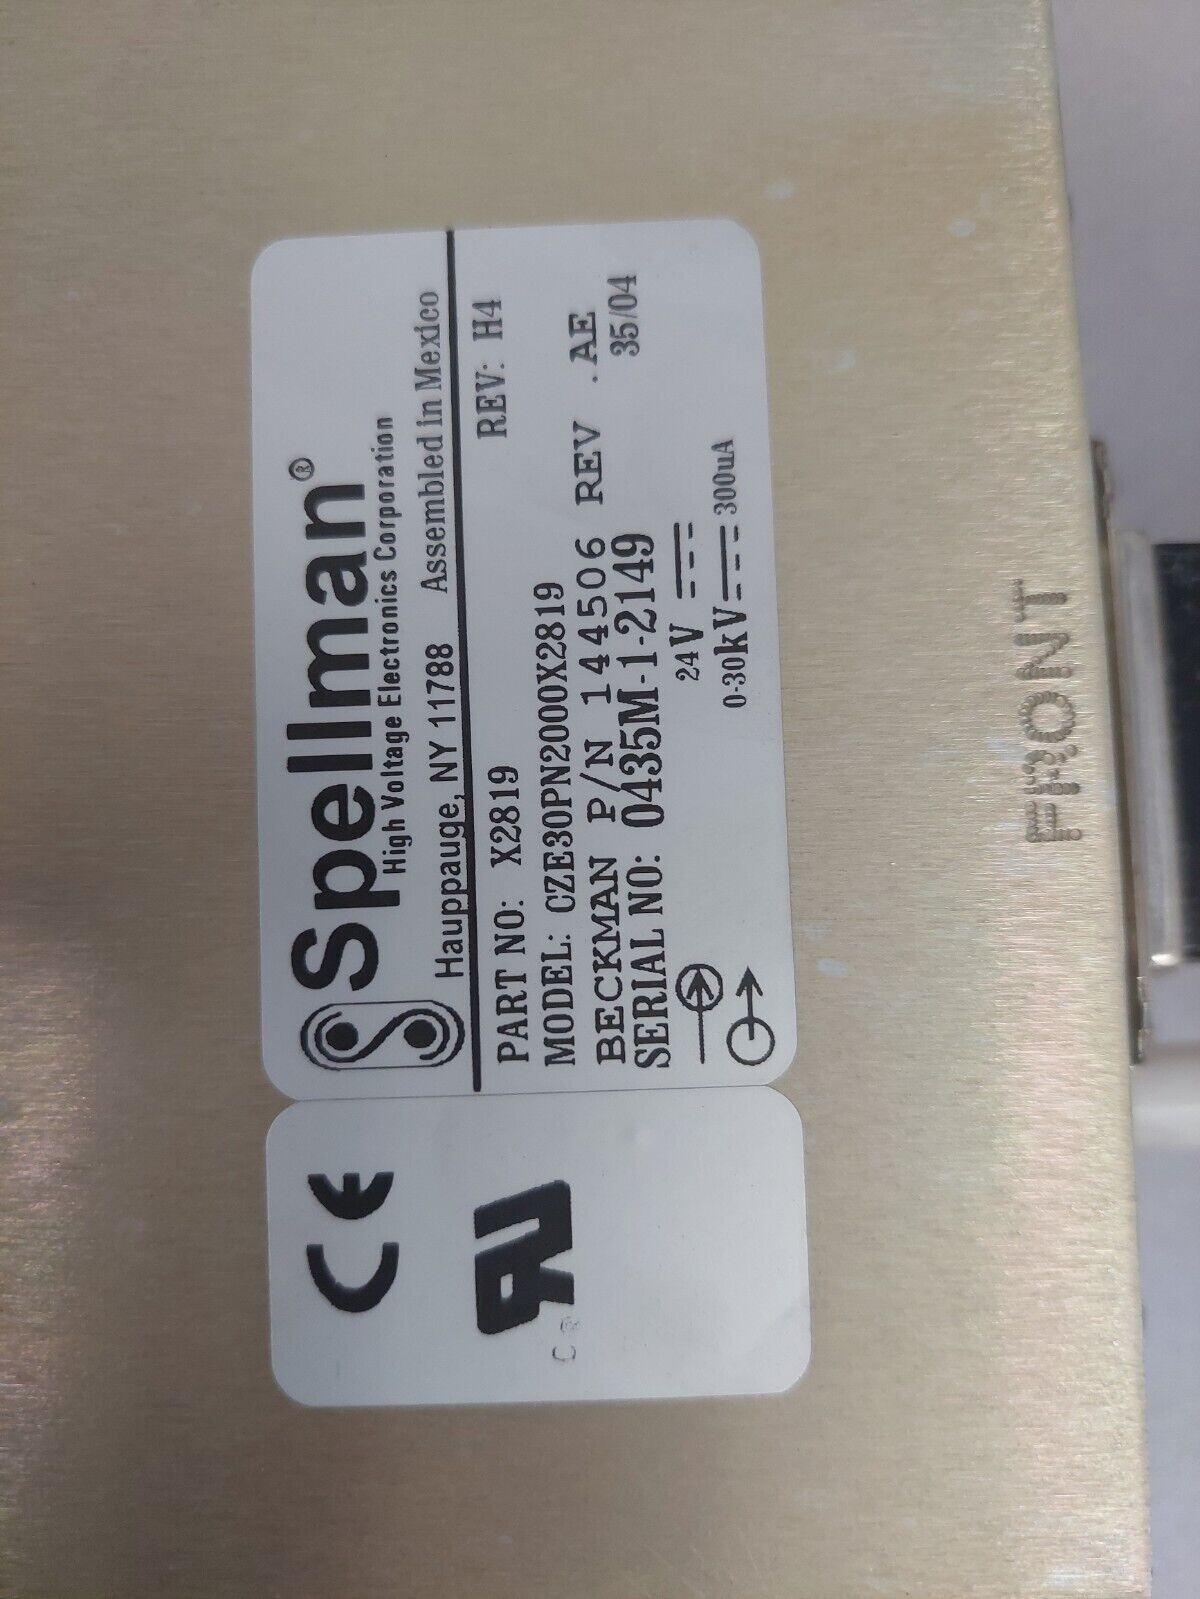 Spellman®
High Voltage Electronics Corporation
Hauppauge, NY 11788 Assembled in Mexico
PART NO: X2819 REV: H4
MODEL: CZE30PN2000X2819
BECKMAN P/N 144506 REV .AE
SERIAL NO: 0435M-1-2149 35/04
24V
0-30kV 300uA
CE
C RU ®
FRONT